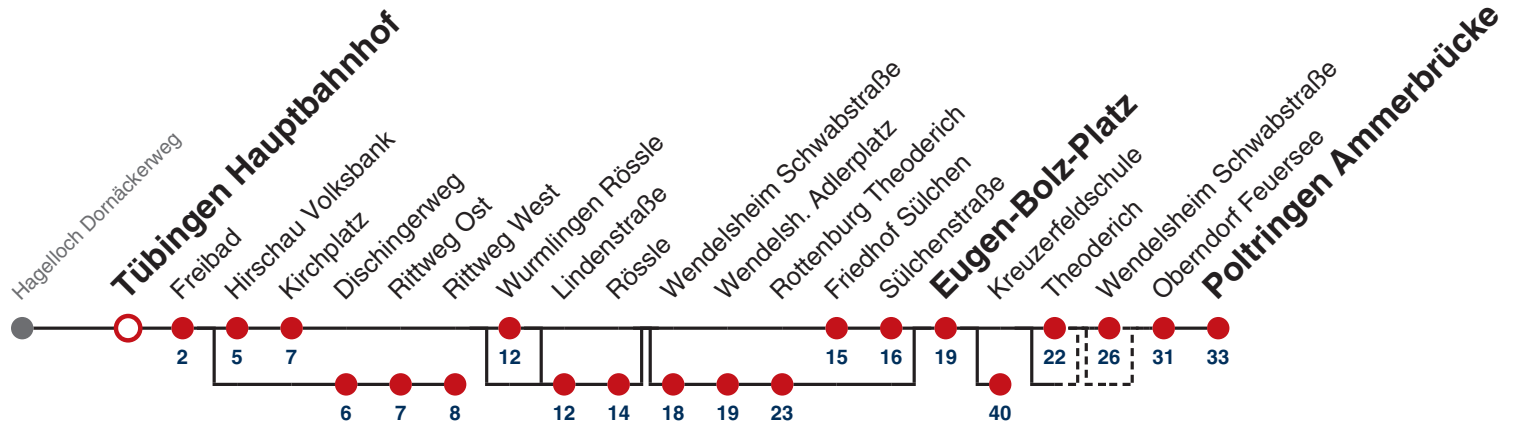 Hagelloch Dornäckerweg
Tübingen Hauptbahnhof
Freibad
Hirschau Volksbank
Kirchplatz
Dischingerweg
Rittweg Ost
Rittweg West
Wurmlingen Rössle
Lindenstraße
Rössle
Wendelsheim Schwabstraße
Wendelsh. Adlerplatz
Rottenburg Theoderich
Friedhof Sülchen
Sülchenstraße
Eugen-Bolz-Platz
Kreuzerfeldschule
Theoderich
Wendelsheim Schwabstraße
Oberndorf Feuersee
Poltringen Ammerbrücke
2 5 7 12 15 16 19 22 26 31 33
6 7 8 12 14 18 19 23 40